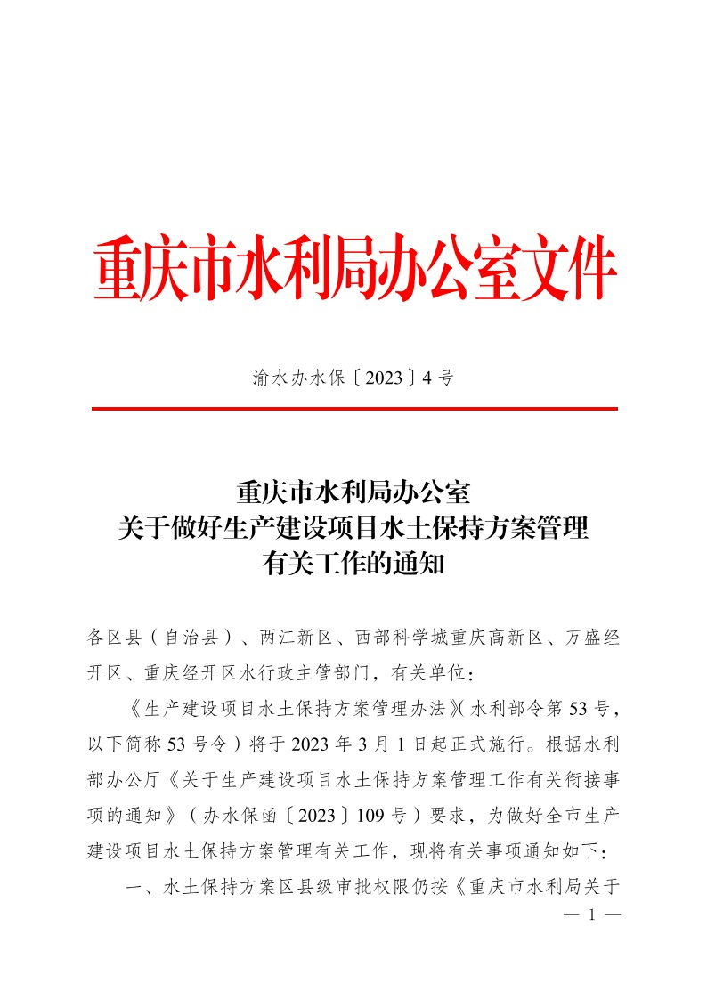 重庆市水利局办公室文件
渝水办水保〔2023〕4 号
重庆市水利局办公室
关于做好生产建设项目水土保持方案管理
有关工作的通知
各区县（自治县）、两江新区、西部科学城重庆高新区、万盛经
开区、重庆经开区水行政主管部门，有关单位：
《生产建设项目水土保持方案管理办法》（水利部令第 53 号，
以下简称 53 号令）将于 2023 年 3 月 1 日起正式施行。根据水利
部办公厅《关于生产建设项目水土保持方案管理工作有关衔接事
项的通知》（办水保函〔2023〕109 号）要求，为做好全市生产
建设项目水土保持方案管理有关工作，现将有关事项通知如下：
一、水土保持方案区县级审批权限仍按《重庆市水利局关于
— 1 —